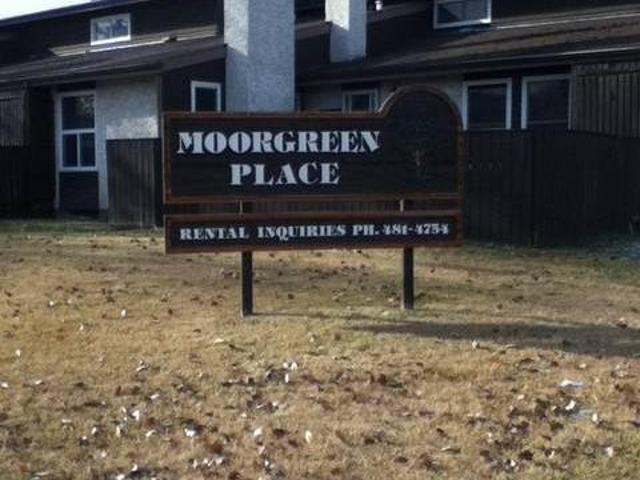 MOORGREEN
PLACE
RENTAL INQUIRIES PH. 481-4754